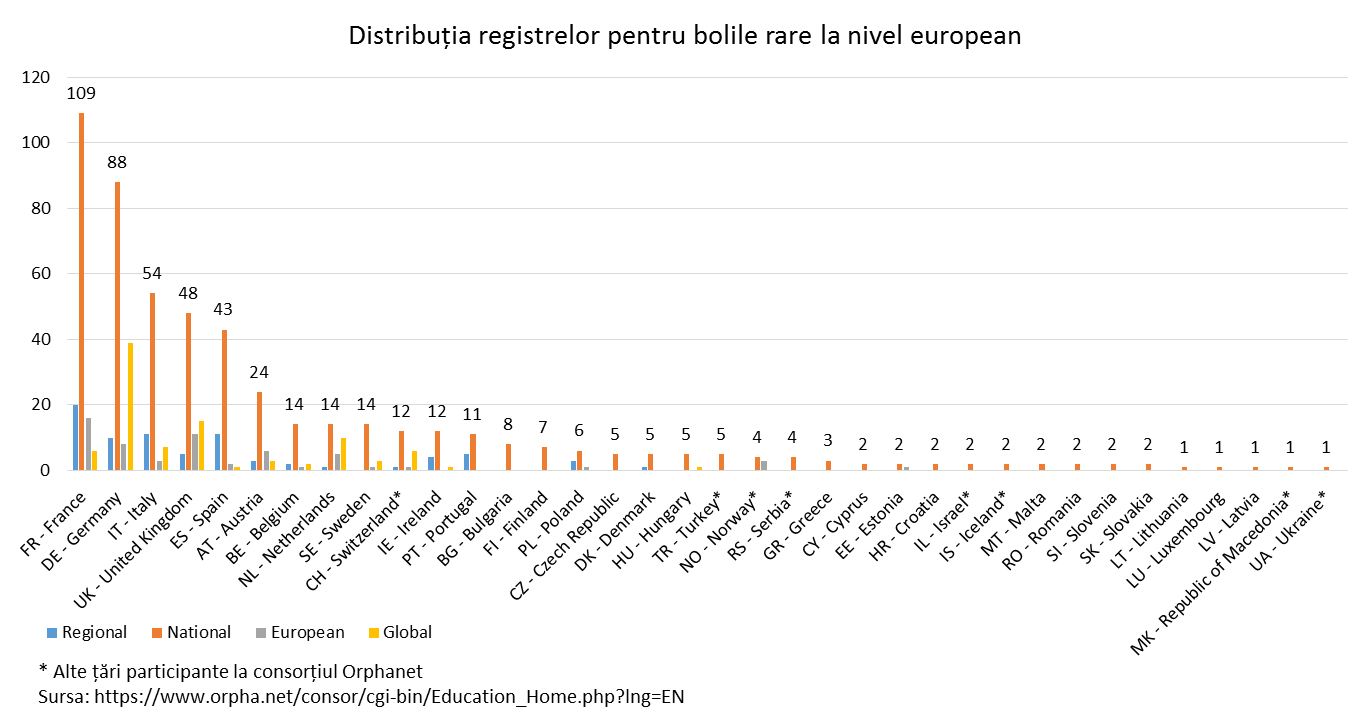 Distribuția registrelor pentru bolile rare la nivel european
120
100
80
60
40
20
0
109
88
54
48
43
24
14
14
14
12
12
11
8
7
6
5
5
5
5
4
4
3
2
2
2
2
2
2
2
2
2
1
1
1
1
1
FR - France
DE - Germany
IT - Italy
UK - United Kingdom
ES - Spain
AT - Austria
BE - Belgium
NL - Netherlands
SE - Sweden
CH - Switzerland*
IE - Ireland
PT - Portugal
BG - Bulgaria
FI - Finland
PL - Poland
CZ - Czech Republic
DK - Denmark
HU - Hungary
TR - Turkey*
NO - Norway*
RS - Serbia*
GR - Greece
CY - Cyprus
EE - Estonia
HR - Croatia
IL - Israel*
IS - Iceland*
MT - Malta
RO - Romania
SI - Slovenia
SK - Slovakia
LT - Lithuania
LU - Luxembourg
LV - Latvia
MK - Republic of Macedonia*
UA - Ukraine*
Regional National European Global
* Alte țări participante la consorțiul Orphanet
Sursa: https://www.orpha.net/consor/cgi-bin/Education_Home.php?lng=EN